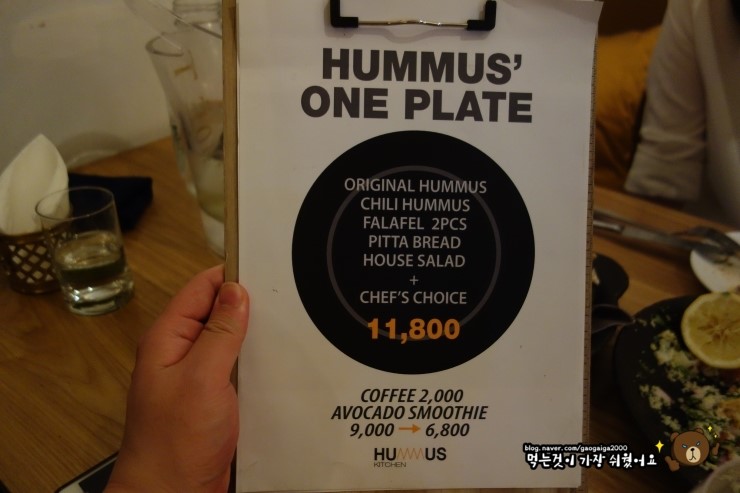 HUMMUS'
ONE PLATE
ORIGINAL HUMMUS
CHILI HUMMUS
FALAFEL 2PCS
PITTA BREAD
HOUSE SALAD
+
CHEF'S CHOICE
11,800
COFFEE 2,000
AVOCADO SMOOTHIE
9,000 → 6,800
HUMMUS
KITCHEN
blog.naver.com/gaogaiga2000
먹는것이 가장 쉬웠어요